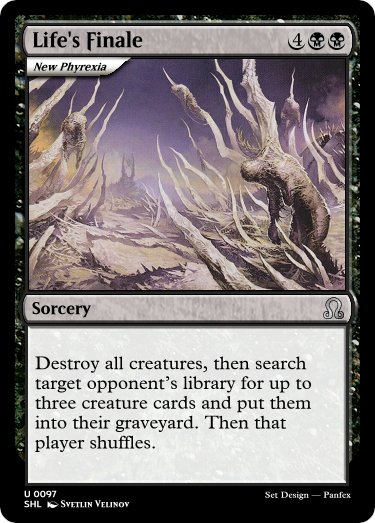 Life's Finale 4
New Phyrexia
Sorcery
Destroy all creatures, then search
target opponent's library for up to
three creature cards and put them
into their graveyard. Then that
player shuffles.
U 0097
SHL Svetlin Velinov
Set Design — Panfex